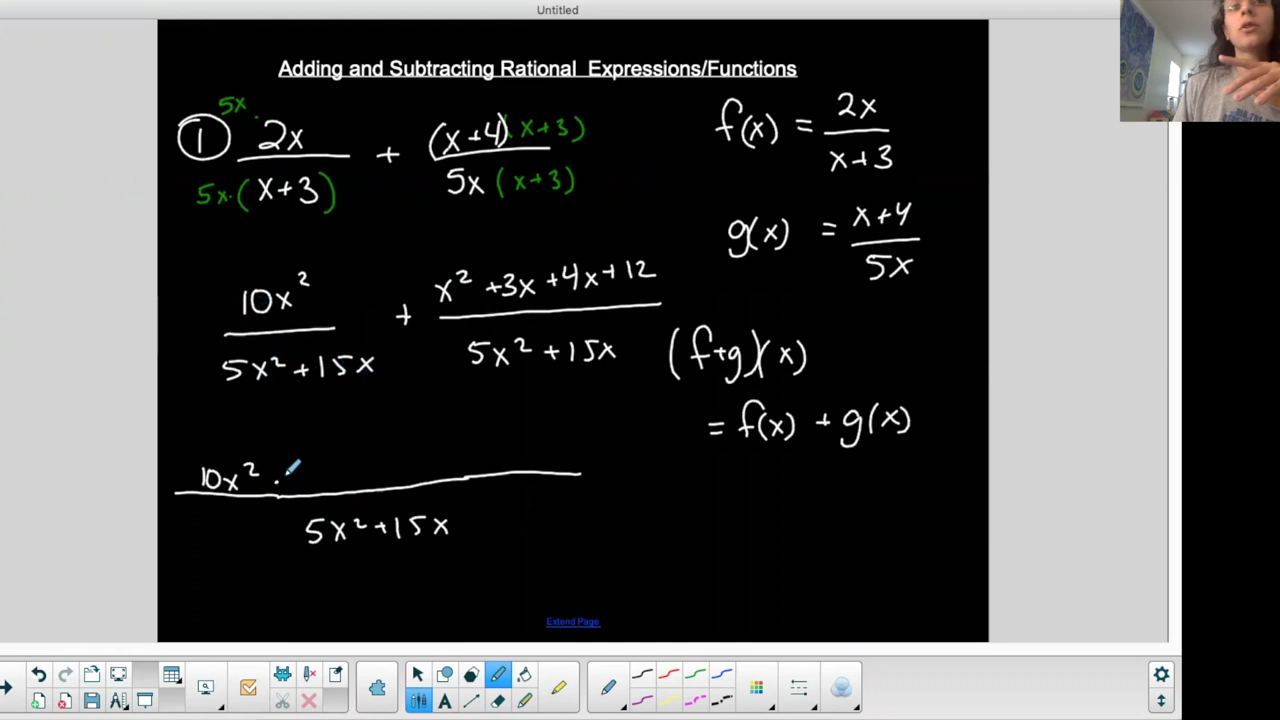 Untitled
Adding and Subtracting Rational Expressions/Functions
5x ·
① 2x + (x+4)(x+3)
5x·(x+3) 5x(x+3)
f(x) = 2x
x+3
g(x) = x+4
5x
10x² + x²+3x+4x+12
5x²+15x 5x²+15x
(f+g)(x)
= f(x) + g(x)
10x² ·
5x²+15x
Extend Page
A